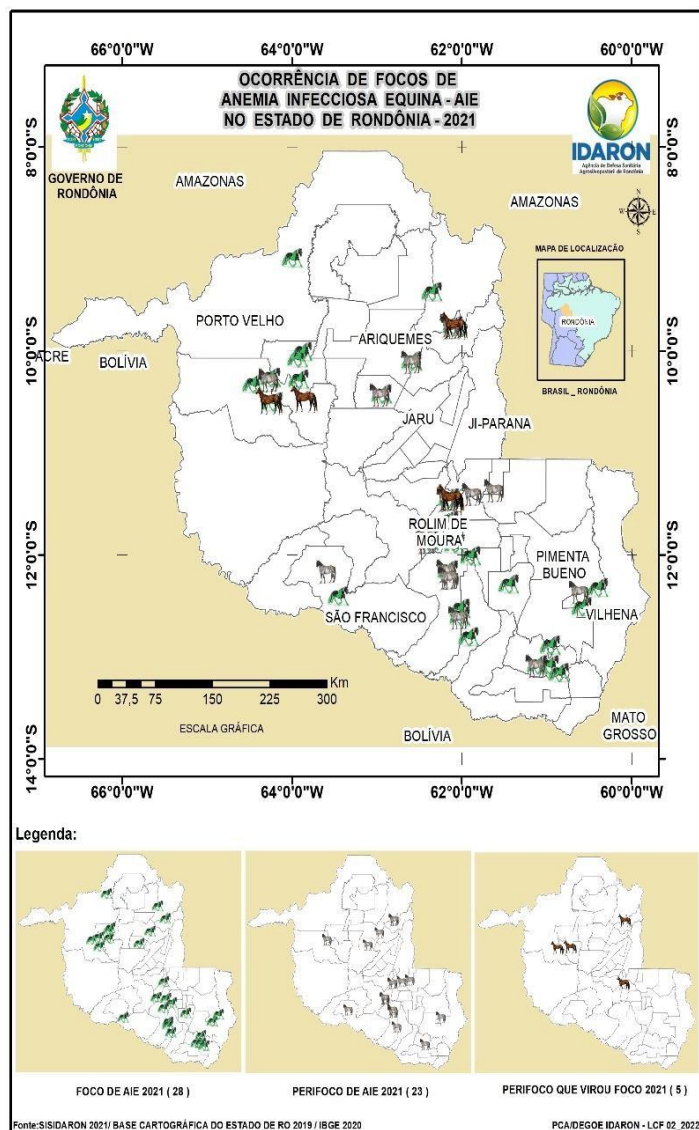 66°0'0"W 64°0'0"W 62°0'0"W 60°0'0"W
OCORRÊNCIA DE FOCOS DE
ANEMIA INFECCIOSA EQUINA - AIE
NO ESTADO DE RONDÔNIA - 2021
GOVERNO DE
RONDÔNIA
IDARON
Agência de Defesa Sanitária
Agrosilvopastoril de Rondônia
8°0'0"S 8°0'0"S
AMAZONAS
AMAZONAS
N
W E
S
MAPA DE LOCALIZAÇÃO
RONDÔNIA
BRASIL_RONDÔNIA
PORTO VELHO
ARIQUEMES
ACRE
BOLÍVIA
10°0'0"S 10°0'0"S
JARU
JI-PARANA
ROLIM DE
MOURA
12°0'0"S 12°0'0"S
PIMENTA
BUENO
SÃO FRANCISCO
VILHENA
Km
0 37,5 75 150 225 300
ESCALA GRÁFICA
BOLÍVIA
MATO
GROSSO
14°0'0"S 14°0'0"S
66°0'0"W 64°0'0"W 62°0'0"W 60°0'0"W
Legenda:
FOCO DE AIE 2021 ( 28 )
PERIFOCO DE AIE 2021 ( 23 )
PERIFOCO QUE VIROU FOCO 2021 ( 5 )
Fonte:SISIDARON 2021/ BASE CARTOGRÁFICA DO ESTADO DE RO 2019 / IBGE 2020
PCA/DEGOE IDARON - LCF